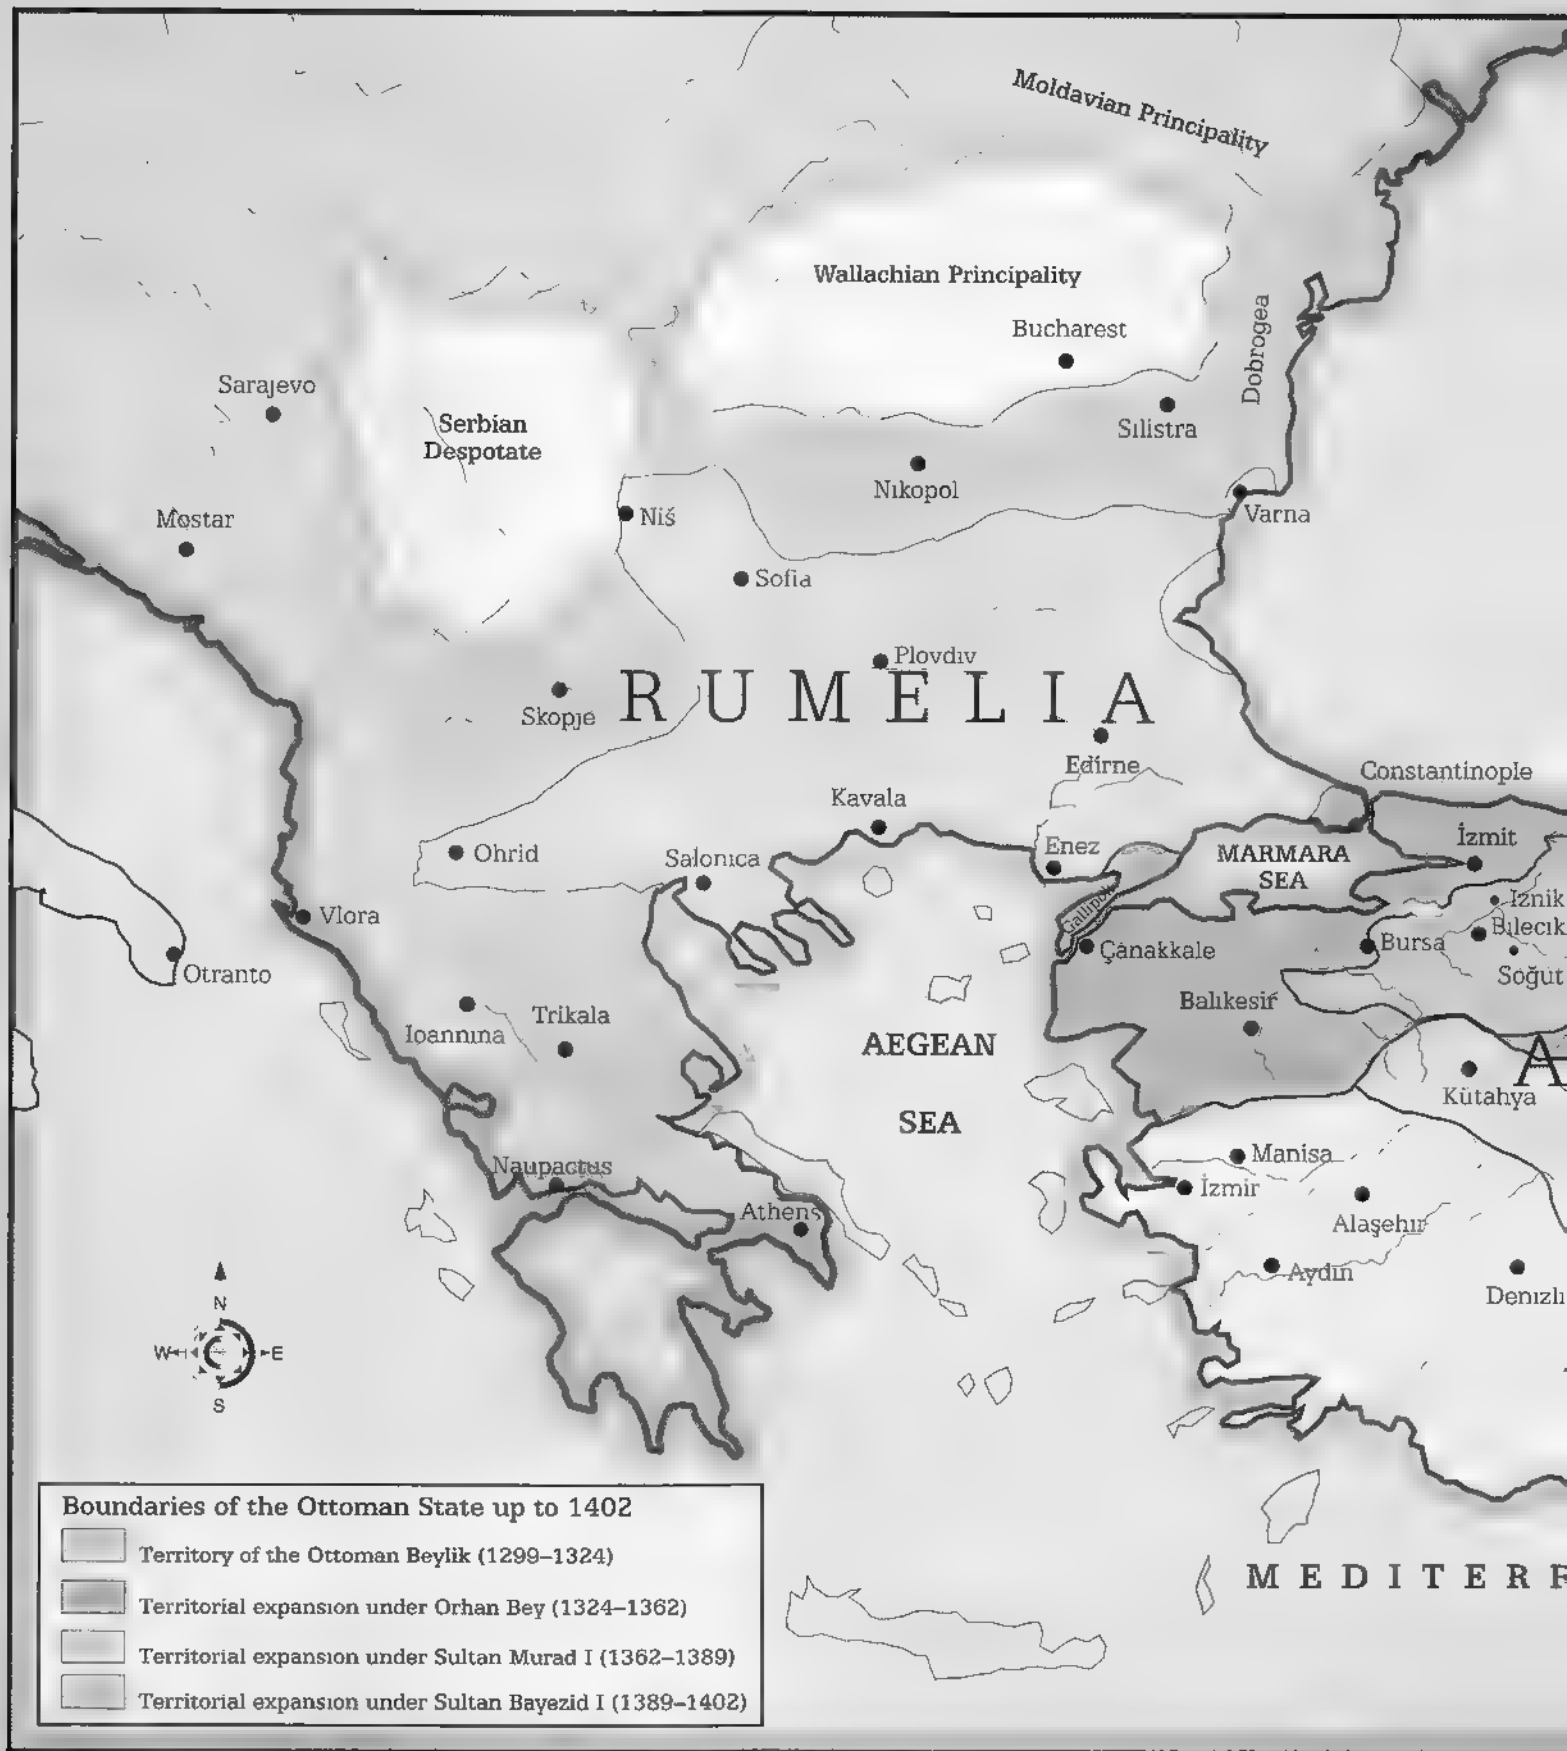 Moldavian Principality
Wallachian Principality
Bucharest
Dobrogea
Sarajevo
Serbian
Despotate
Silistra
Nikopol
Mostar
Niš
Varna
Sofia
Plovdiv
RUMELIA
Skopje
Edirne
Constantinople
Kavala
Enez
İzmit
MARMARA
SEA
Ohrid
Salonica
Gallipoli
Iznik
Bilecik
Vlora
Çanakkale
Bursa
Söğüt
Otranto
Balıkesir
Ioannina
Trikala
AEGEAN
SEA
A
Kütahya
Naupactus
Manisa
İzmir
Athens
Alaşehir
Aydın
Denizli
N
W
E
S
Boundaries of the Ottoman State up to 1402
Territory of the Ottoman Beylik (1299–1324)
Territorial expansion under Orhan Bey (1324–1362)
Territorial expansion under Sultan Murad I (1362–1389)
Territorial expansion under Sultan Bayezid I (1389–1402)
MEDITERR